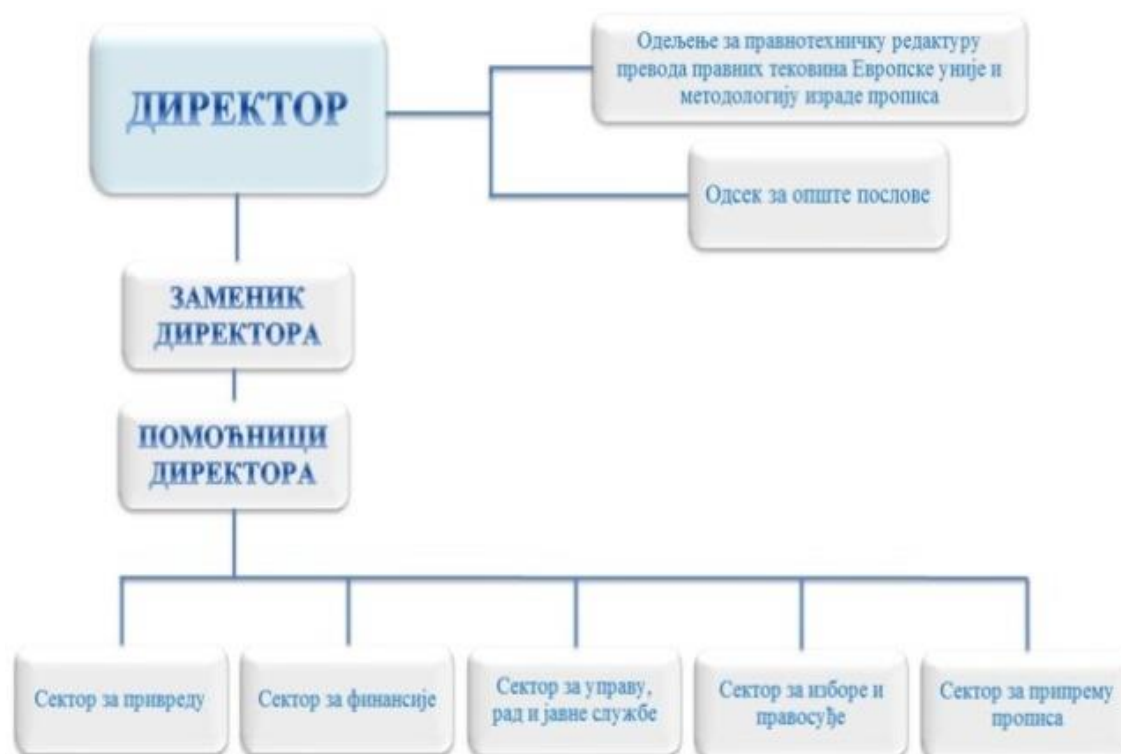 ДИРЕКТОР
Одељење за правнотехничку редактуру
превода правних тековина Европске уније и
методологију израде прописа
Одсек за опште послове
ЗАМЕНИК
ДИРЕКТОРА
ПОМОЋНИЦИ
ДИРЕКТОРА
Сектор за привреду
Сектор за финансије
Сектор за управу,
рад и јавне службе
Сектор за изборе и
правосуђе
Сектор за припрему
прописа